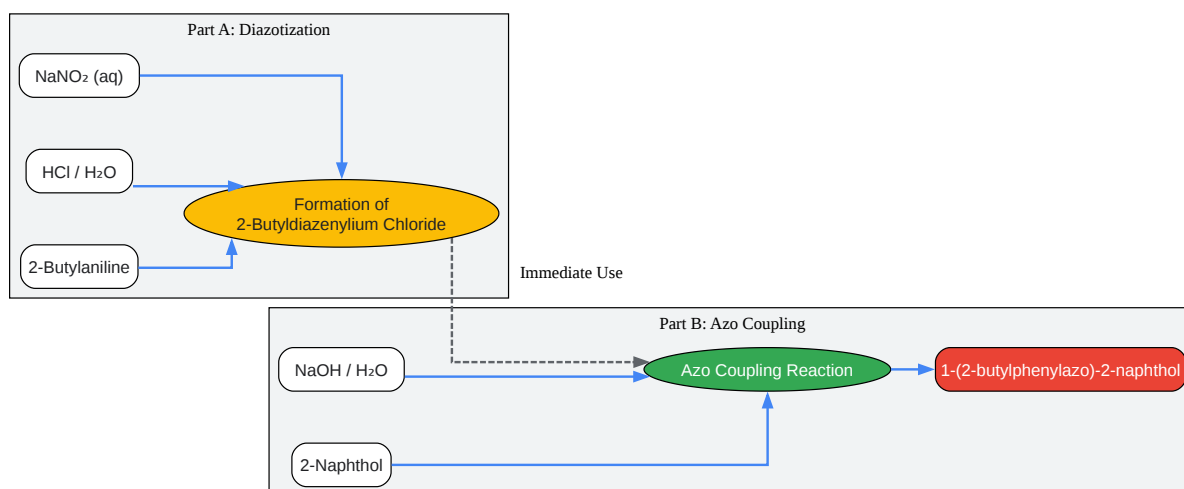 Part A: Diazotization
NaNO₂ (aq)
HCl / H₂O
Formation of
2-Butyldiazenylium Chloride
2-Butylaniline
Immediate Use
Part B: Azo Coupling
NaOH / H₂O
Azo Coupling Reaction
1-(2-butylphenylazo)-2-naphthol
2-Naphthol